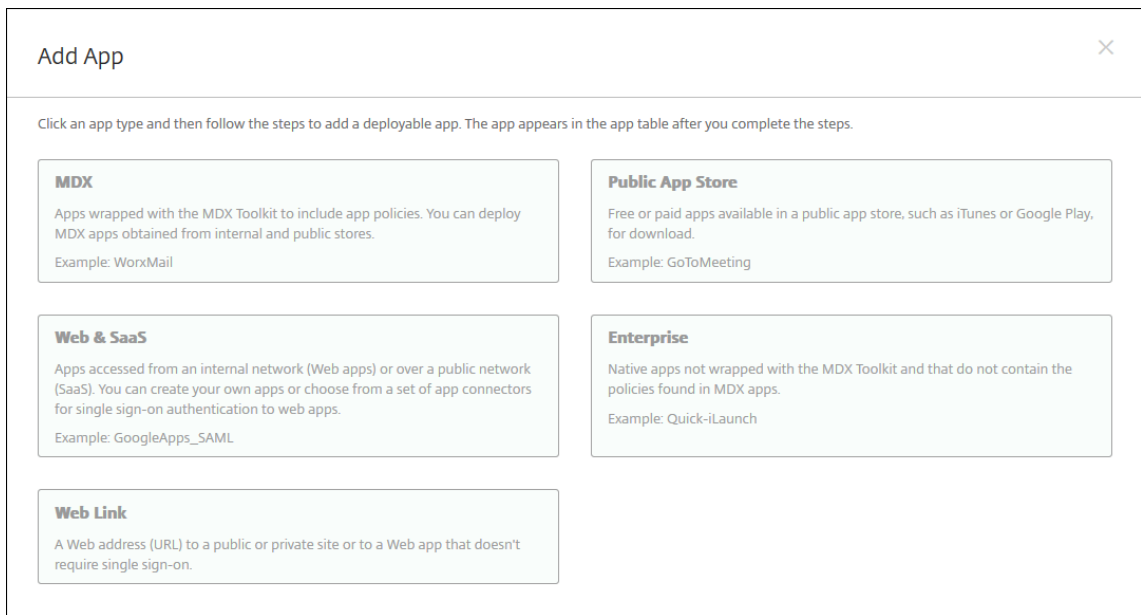 Add App
Click an app type and then follow the steps to add a deployable app. The app appears in the app table after you complete the steps.
MDX
Apps wrapped with the MDX Toolkit to include app policies. You can deploy
MDX apps obtained from internal and public stores.
Example: WorxMail
Public App Store
Free or paid apps available in a public app store, such as iTunes or Google Play,
for download.
Example: GoToMeeting
Web & SaaS
Apps accessed from an internal network (Web apps) or over a public network
(SaaS). You can create your own apps or choose from a set of app connectors
for single sign-on authentication to web apps.
Example: GoogleApps_SAML
Enterprise
Native apps not wrapped with the MDX Toolkit and that do not contain the
policies found in MDX apps.
Example: Quick-iLaunch
Web Link
A Web address (URL) to a public or private site or to a Web app that doesn't
require single sign-on.